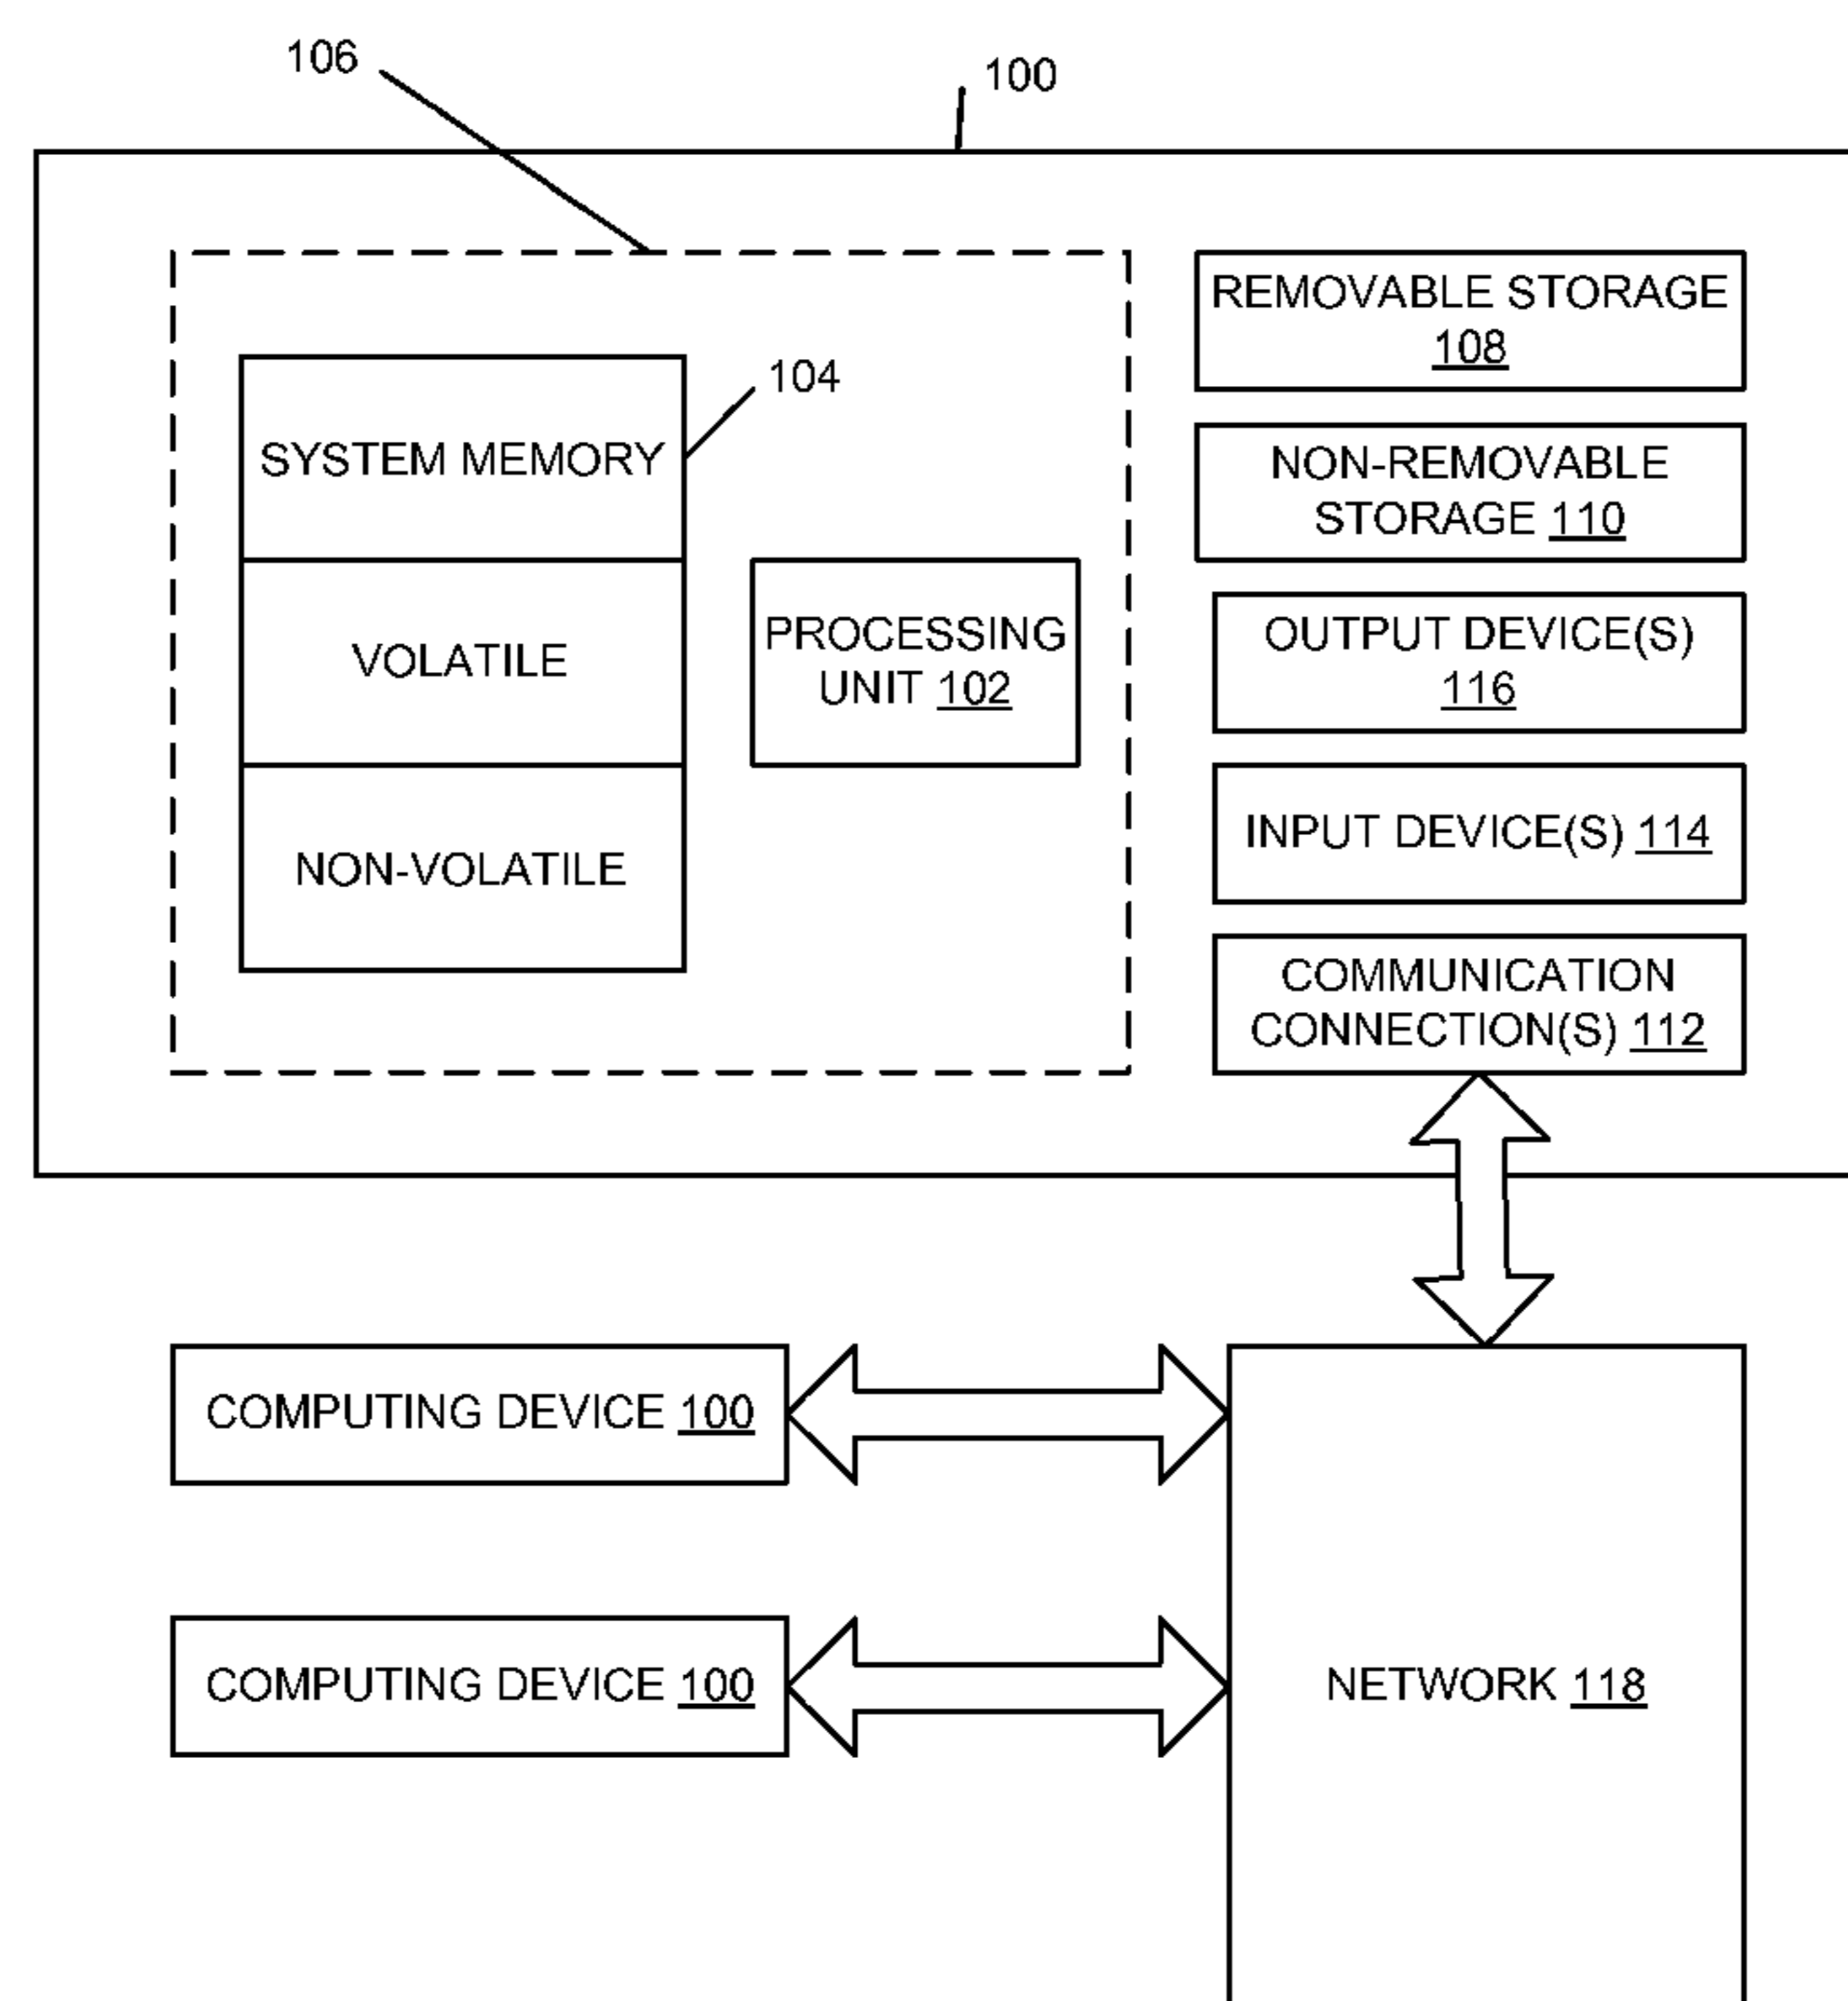 106
100
REMOVABLE STORAGE
108
104
SYSTEM MEMORY
NON-REMOVABLE
STORAGE 110
VOLATILE
PROCESSING
UNIT 102
OUTPUT DEVICE(S)
116
NON-VOLATILE
INPUT DEVICE(S) 114
COMMUNICATION
CONNECTION(S) 112
COMPUTING DEVICE 100
COMPUTING DEVICE 100
NETWORK 118